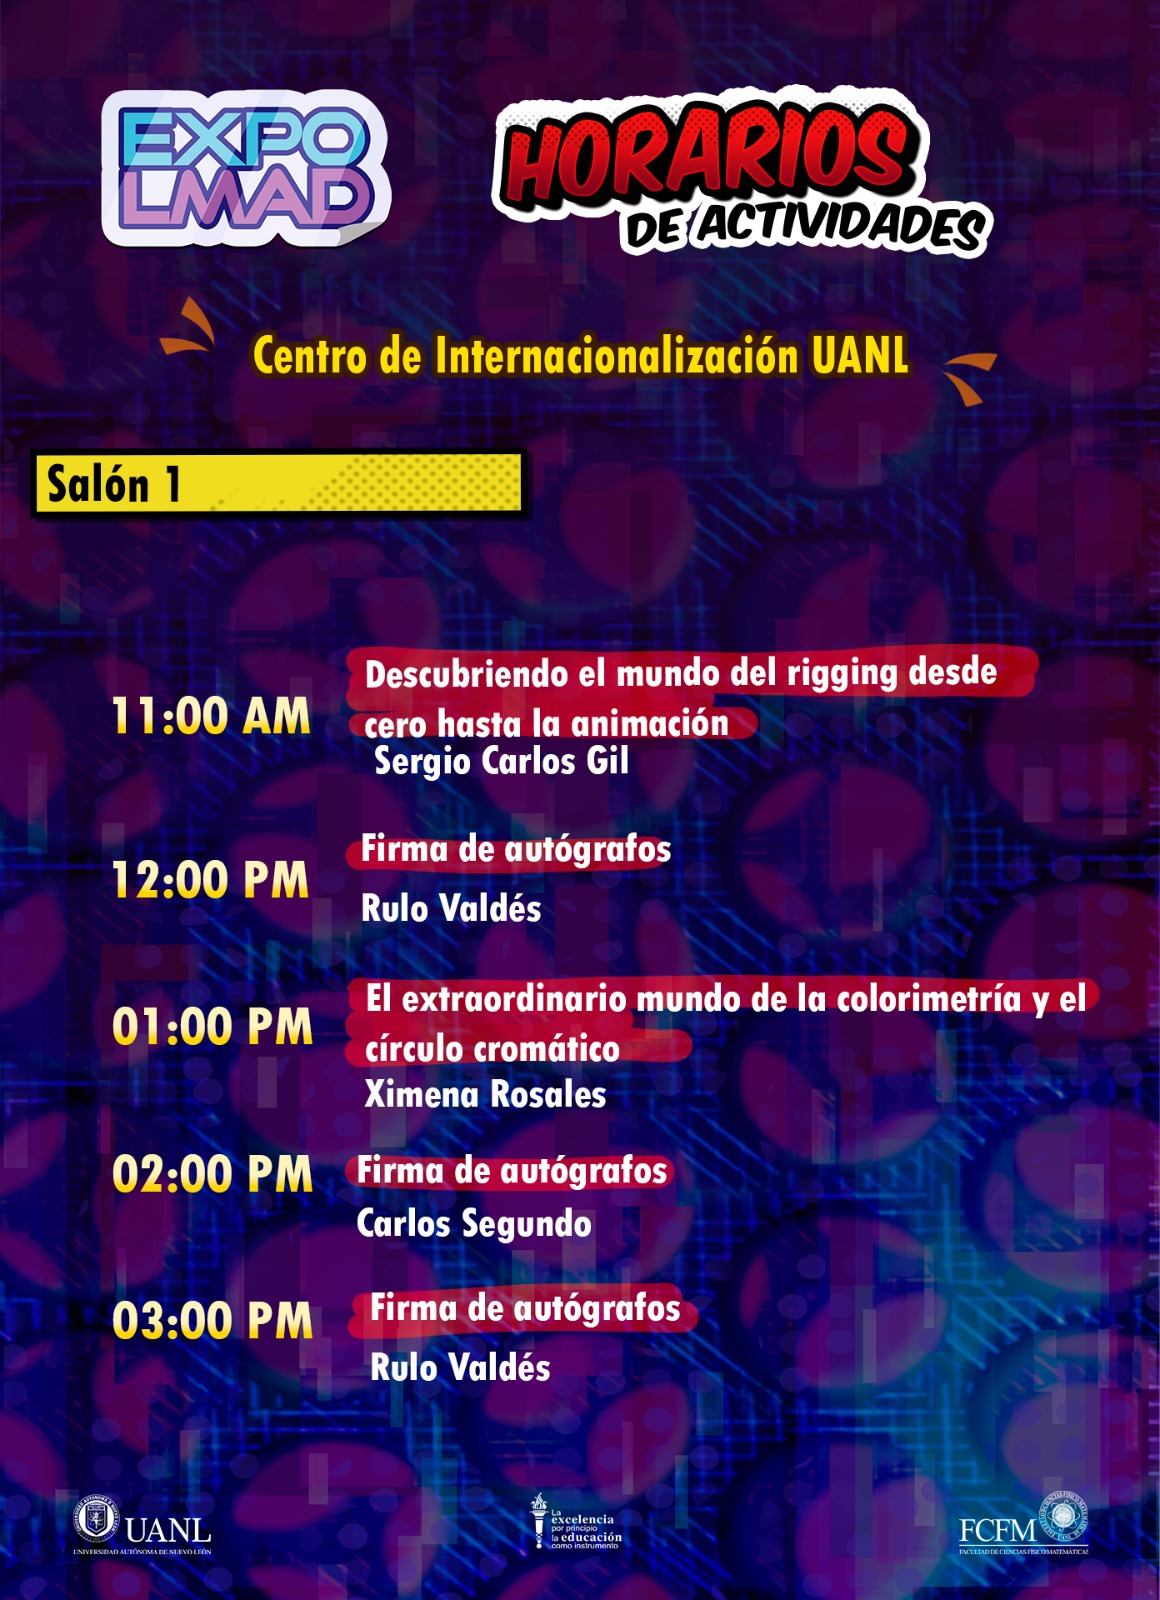 EXPO
LMAD
HORARIOS
DE ACTIVIDADES
Centro de Internacionalización UANL
Salón 1
11:00 AM
Descubriendo el mundo del rigging desde
cero hasta la animación
Sergio Carlos Gil
12:00 PM
Firma de autógrafos
Rulo Valdés
01:00 PM
El extraordinario mundo de la colorimetría y el
círculo cromático
Ximena Rosales
02:00 PM
Firma de autógrafos
Carlos Segundo
03:00 PM
Firma de autógrafos
Rulo Valdés
UANL
UNIVERSIDAD AUTÓNOMA DE NUEVO LEÓN
La
excelencia
por principio
la educación
como instrumento
FCFM
FACULTAD DE CIENCIAS FÍSICO MATEMÁTICAS